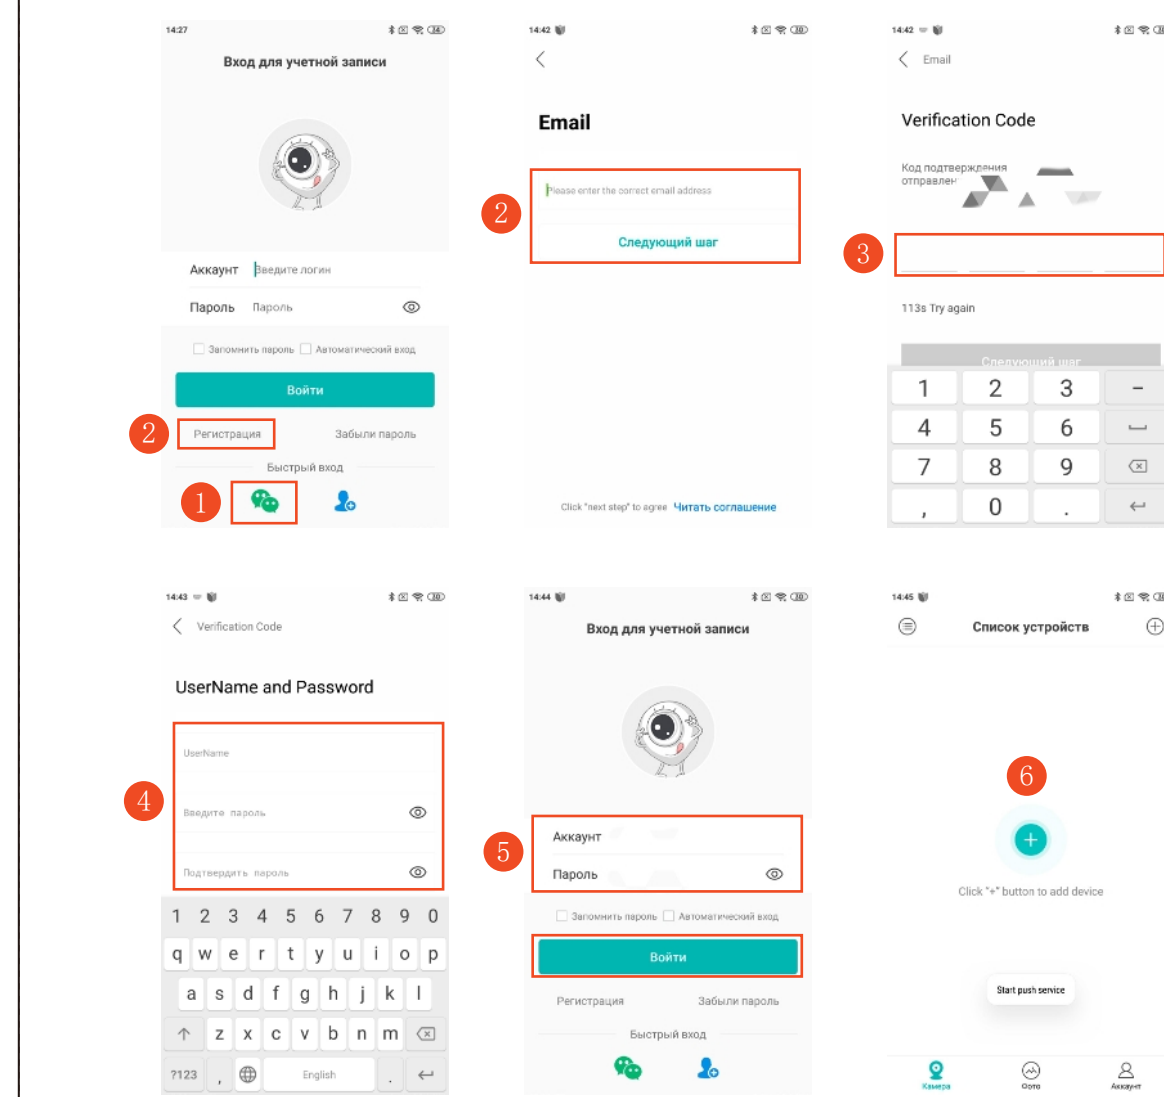 14:27
Вход для учетной записи
Аккаунт Введите логин
Пароль Пароль
Запомнить пароль Автоматический вход
Войти
2
Регистрация Забыли пароль
Быстрый вход
1
14:42
Email
Please enter the correct email address
2
Следующий шаг
Click "next step" to agree Читать соглашение
14:42
Email
Verification Code
Код подтверждения
отправлен
3
113s Try again
Следующий шаг
1 2 3 -
4 5 6
7 8 9
, 0 .
14:43
Verification Code
UserName and Password
UserName
4
Введите пароль
Подтвердить пароль
1 2 3 4 5 6 7 8 9 0
q w e r t y u i o p
a s d f g h j k l
z x c v b n m
?123 , English .
14:44
Вход для учетной записи
Аккаунт
5
Пароль
Запомнить пароль Автоматический вход
Войти
Регистрация Забыли пароль
Быстрый вход
14:45
Список устройств
6
Click "+" button to add device
Start push service
Камера Фото Аккаунт